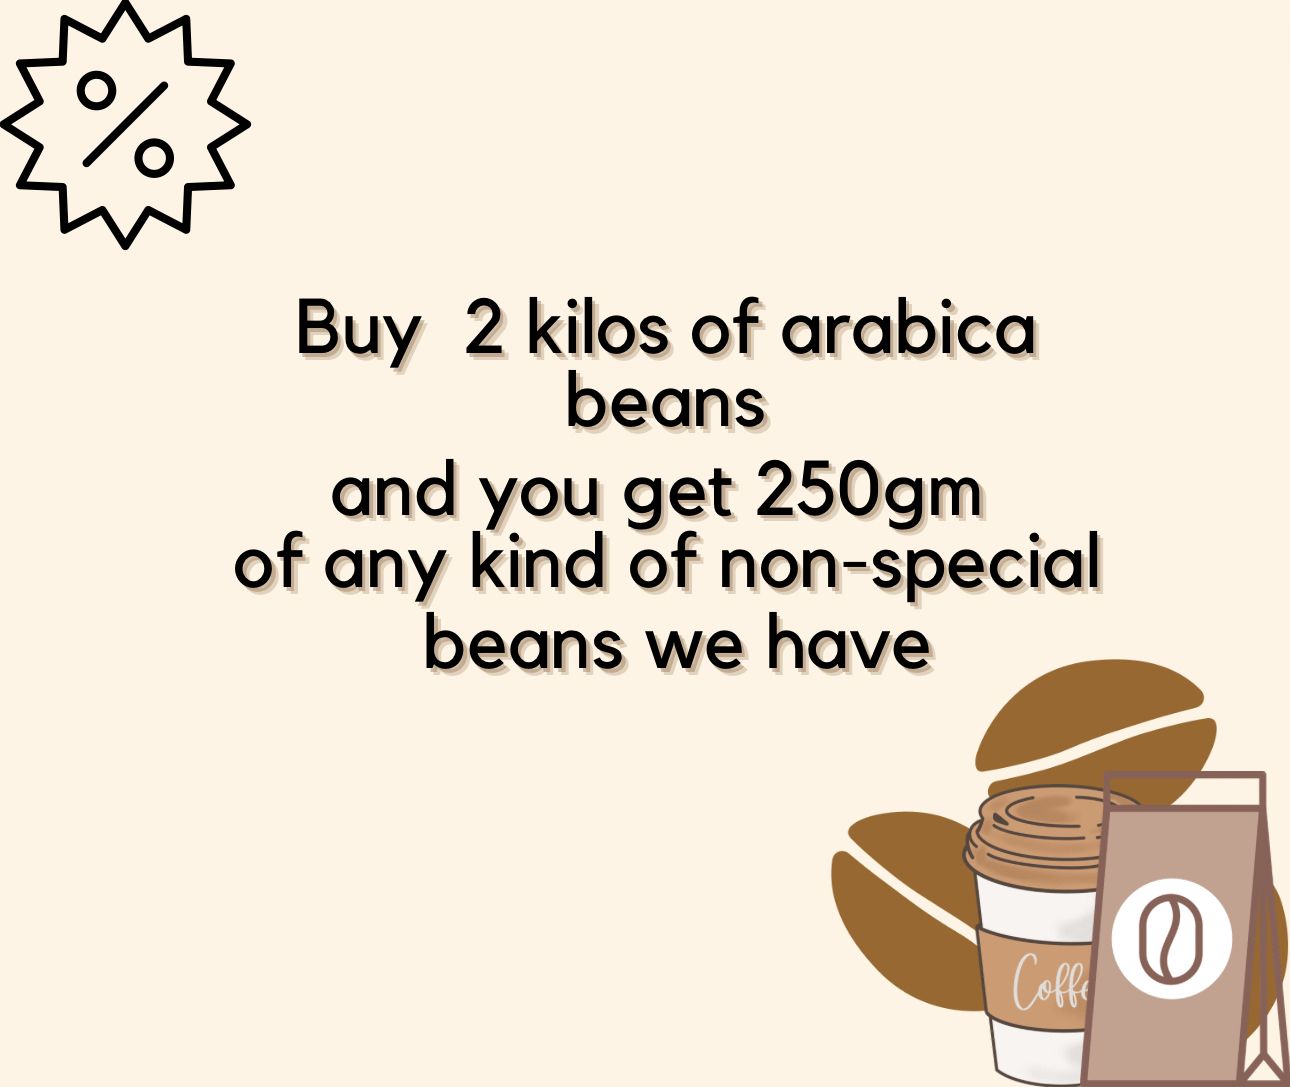 %
Buy  2 kilos of arabica
beans
and you get 250gm
of any kind of non-special
beans we have
Coffe